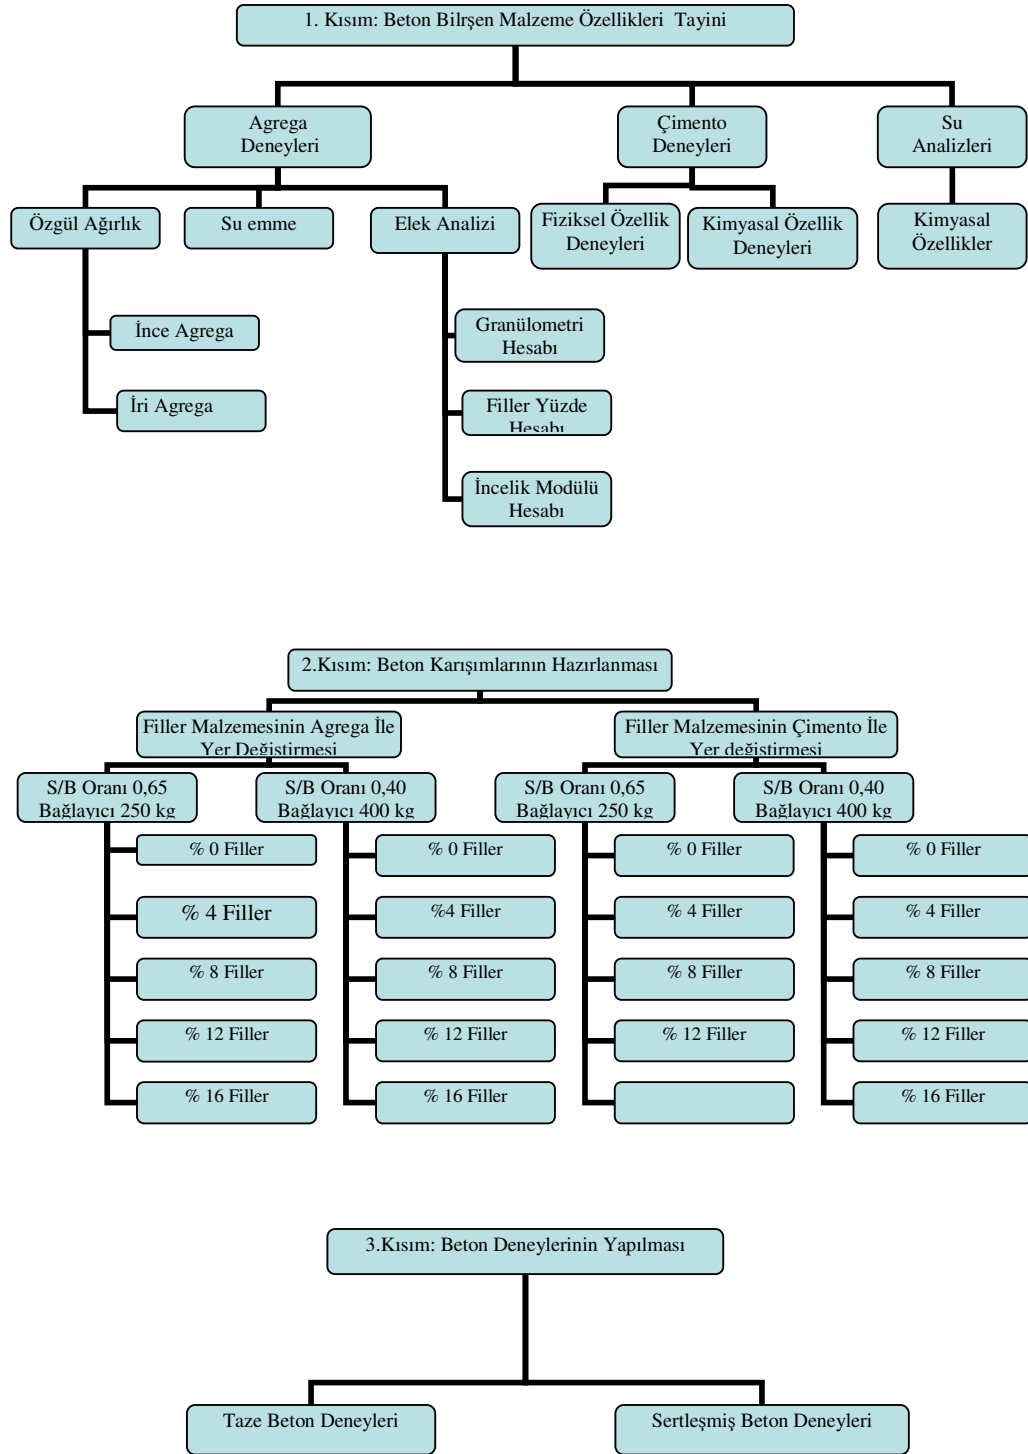 1. Kısım: Beton Bilrşen Malzeme Özellikleri Tayini
Agrega
Deneyleri
Çimento
Deneyleri
Su
Analizleri
Özgül Ağırlık
Su emme
Elek Analizi
Fiziksel Özellik
Deneyleri
Kimyasal Özellik
Deneyleri
Kimyasal
Özellikler
İnce Agrega
İri Agrega
Granülometri
Hesabı
Filler Yüzde
Hesabı
İncelik Modülü
Hesabı
2.Kısım: Beton Karışımlarının Hazırlanması
Filler Malzemesinin Agrega İle
Yer Değiştirmesi
Filler Malzemesinin Çimento İle
Yer değiştirmesi
S/B Oranı 0,65
Bağlayıcı 250 kg
S/B Oranı 0,40
Bağlayıcı 400 kg
S/B Oranı 0,65
Bağlayıcı 250 kg
S/B Oranı 0,40
Bağlayıcı 400 kg
% 0 Filler
% 0 Filler
% 0 Filler
% 0 Filler
% 4 Filler
%4 Filler
% 4 Filler
% 4 Filler
% 8 Filler
% 8 Filler
% 8 Filler
% 8 Filler
% 12 Filler
% 12 Filler
% 12 Filler
% 12 Filler
% 16 Filler
% 16 Filler
% 16 Filler
3.Kısım: Beton Deneylerinin Yapılması
Taze Beton Deneyleri
Sertleşmiş Beton Deneyleri